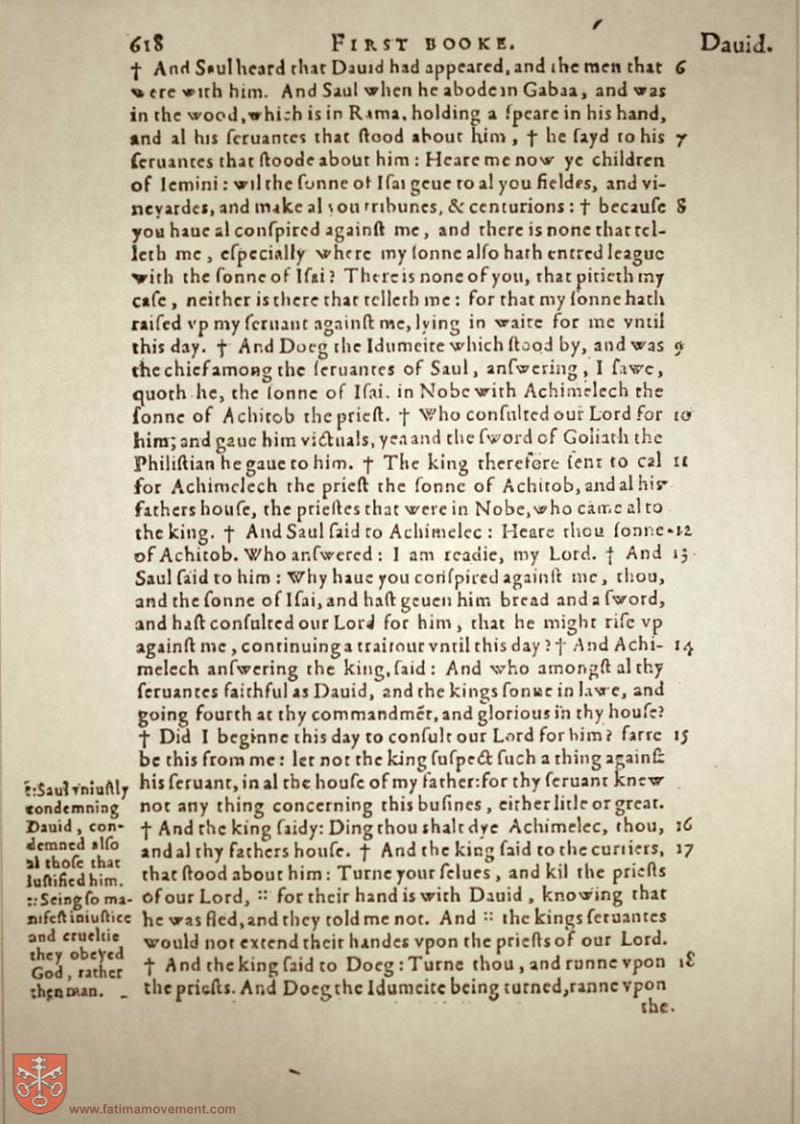 618 FIRST BOOKE. Dauid.
† And Saul heard that Dauid had appeared, and the men that 6
were with him. And Saul when he abode in Gabaa, and was
in the wood, which is in Rama, holding a ſpeare in his hand,
and al his ſeruantes that ſtood about him, † he ſayd to his 7
ſeruantes that ſtoode about him: Heare me now ye children
of Iemini: wil the ſonne of Iſai geue to al you fieldes, and vi-
neyardes, and make al you tribunes, & centurions: † becauſe 8
you haue al conſpired againſt me, and there is none that tel-
leth me, eſpecially where my ſonne alſo hath entred league
with the ſonne of Iſai? There is none of you, that pitieth my
caſe, neither is there that telleth me: for that my ſonne hath
raiſed vp my ſeruant againſt me, lying in waite for me vntil
this day. † And Doeg the Idumeite which ſtood by, and was 9
the chief among the ſeruantes of Saul, anſwering, I ſawe,
quoth he, the ſonne of Iſai. in Nobe with Achimelech the
ſonne of Achitob the prieſt. † Who conſulted our Lord for 10
him; and gaue him victuals, yea and the ſword of Goliath the
Philiſtian he gaue to him. † The king therefore ſent to cal 11
for Achimelech the prieſt the ſonne of Achitob, and al his
fathers houſe, the prieſtes that were in Nobe, who came al to
the king. † And Saul ſaid to Achimelec: Heare thou ſonne 12
of Achitob. Who anſwered: I am readie, my Lord. † And 13
Saul ſaid to him: Why haue you conſpired againſt me, thou,
and the ſonne of Iſai, and haſt geuen him bread and a ſword,
and haſt conſulted our Lord for him, that he might riſe vp
againſt me, continuing a traitour vntil this day? † And Achi- 14
melech anſwering the king, ſaid: And who amongſt al thy
ſeruantes faithful as Dauid, and the kings ſonne in lawe, and
going fourth at thy commandmẽt, and glorious in thy houſe?
† Did I beginne this day to conſult our Lord for him? farre 15
be this from me: let not the king ſuſpect ſuch a thing againſt
his ſeruant, in al the houſe of my father: for thy ſeruant knew
not any thing concerning this buſines, either litle or great.
† And the king ſaidy: Ding thou shalt dye Achimelec, thou, 16
and al thy fathers houſe. † And the king ſaid to the curriers, 17
that ſtood about him: Turne your ſelues, and kil the prieſts
of our Lord, :: for their hand is with Dauid, knowing that
he was fled, and they told me not. And :: the kings ſeruantes
would not extend their handes vpon the prieſts of our Lord.
† And the king ſaid to Doeg: Turne thou, and runne vpon 18
the prieſts. And Doeg the Idumeite being turned, ranne vpon
the.
:: Saul vniuſtly
condemning
Dauid, con-
demned alſo
al thoſe that
Iuſtified him.
:: Seing ſo ma-
nifeſt iniuſtice
and crueltie
they obeyed
God, rather
then man.
www.fatimamovement.com